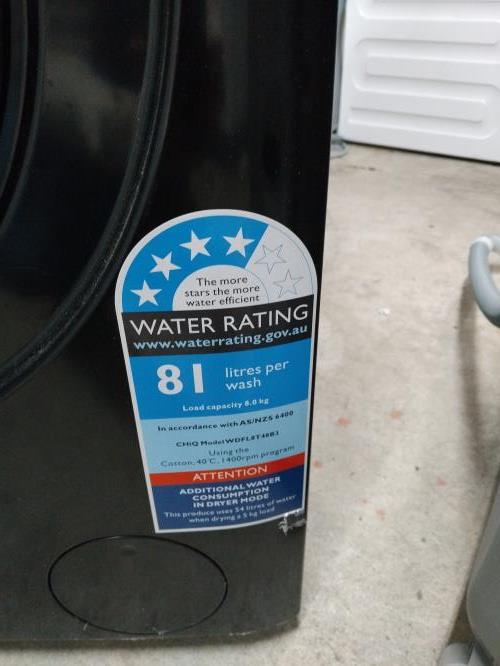 The more
stars the more
water efficient
WATER RATING
www.waterrating.gov.au
81 litres per
wash
Load capacity 8.0 kg
In accordance with AS/NZS 6400
CHiQ Model WDFL8T48B3
Using the
Cotton, 40°C, 1400rpm program
ATTENTION
ADDITIONAL WATER
CONSUMPTION
IN DRYER MODE
This produce uses 54 litres of water
when drying a 5 kg load